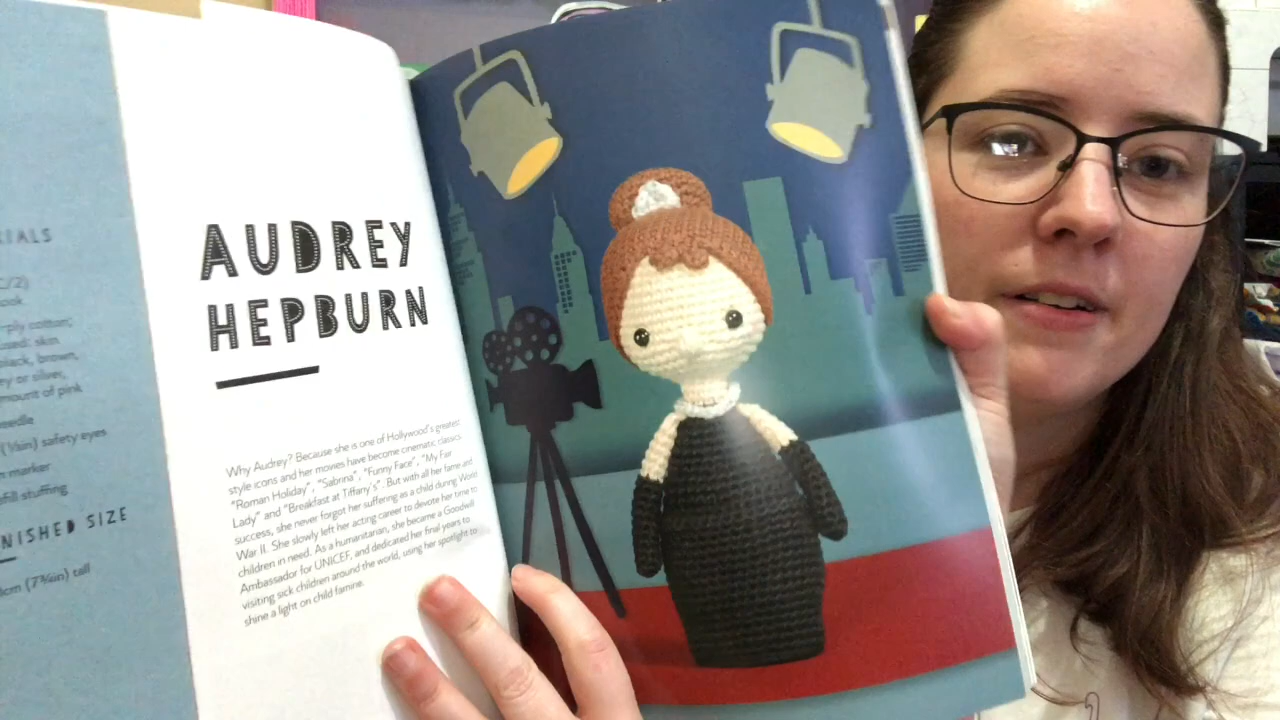 C/2)
-ply cotton;
used: skin
black, brown,
ey or silver,
mount of pink
needle
(⅓in) safety eyes
marker
fill stuffing
NISHED SIZE
cm (7¾in) tall
AUDREY
HEPBURN
Why Audrey? Because she is one of Hollywood's greatest
style icons and her movies have become cinematic classics:
"Roman Holiday", "Sabrina", "Funny Face", "My Fair
Lady" and "Breakfast at Tiffany's". But with all her fame and
success, she never forgot her suffering as a child during World
War II. She slowly left her acting career to devote her time to
children in need. As a humanitarian, she became a Goodwill
Ambassador for UNICEF, and dedicated her final years to
visiting sick children around the world, using her spotlight to
shine a light on child famine.